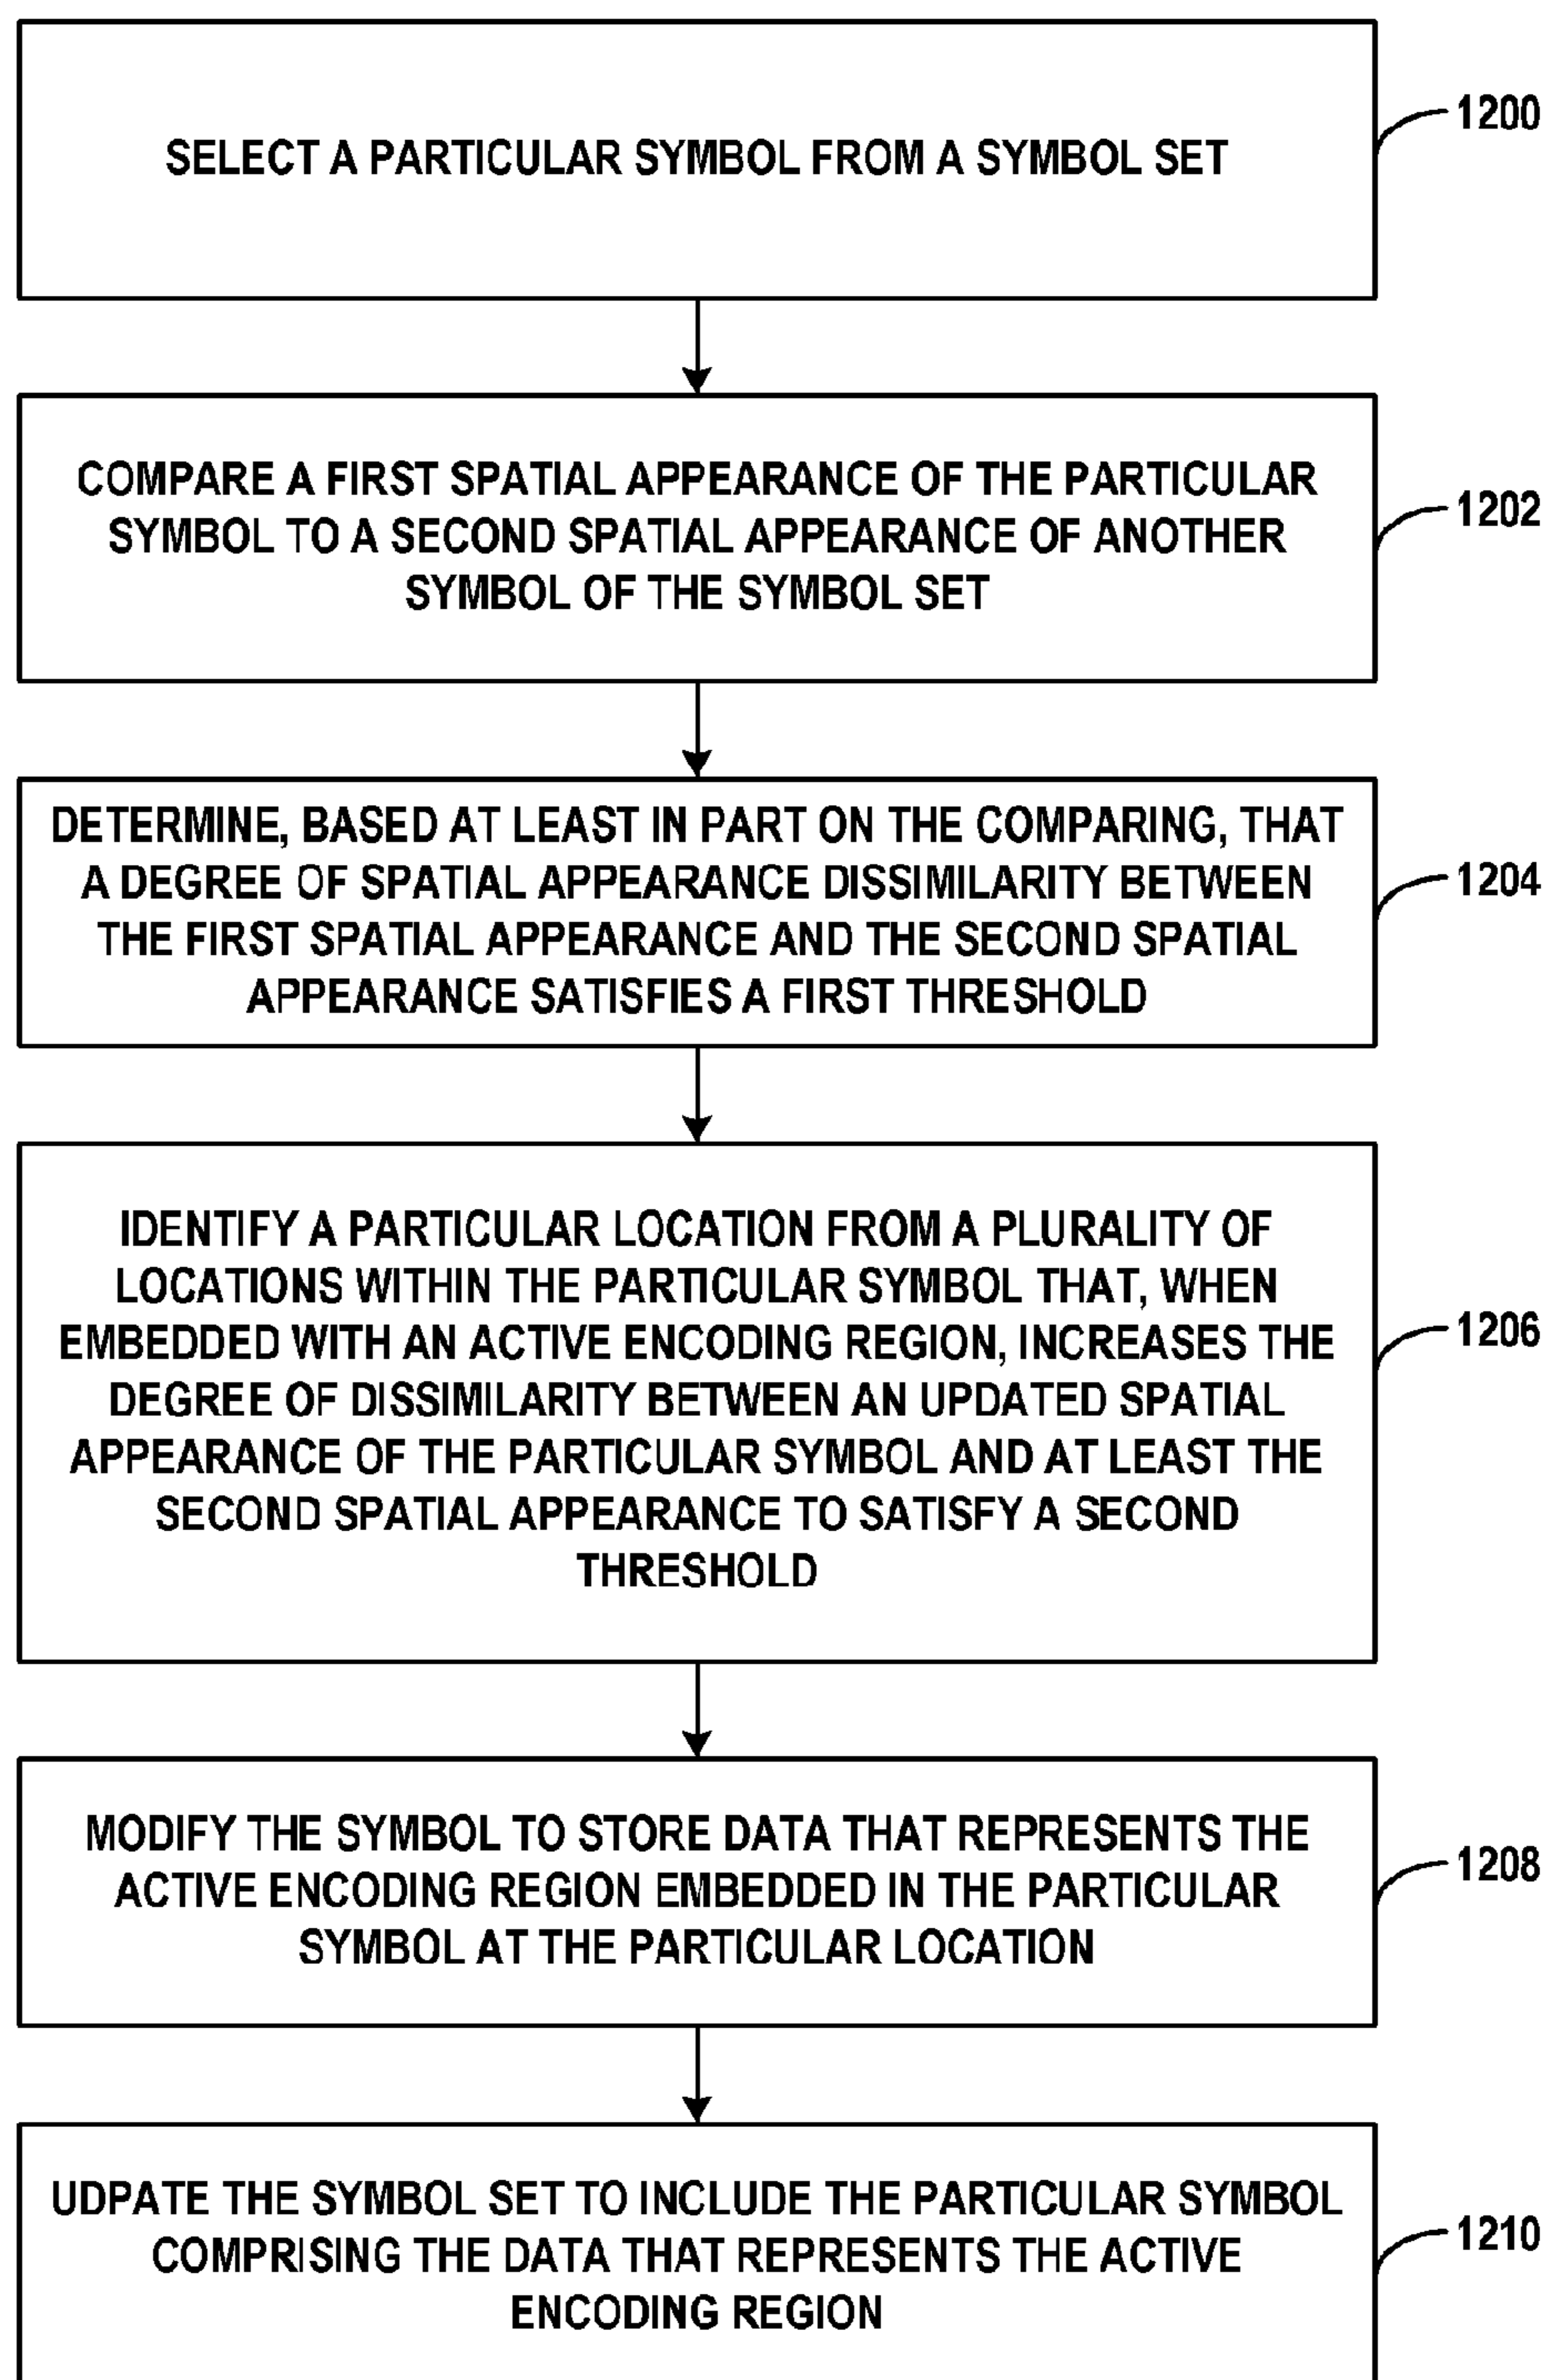 SELECT A PARTICULAR SYMBOL FROM A SYMBOL SET
1200
COMPARE A FIRST SPATIAL APPEARANCE OF THE PARTICULAR
SYMBOL TO A SECOND SPATIAL APPEARANCE OF ANOTHER
SYMBOL OF THE SYMBOL SET
1202
DETERMINE, BASED AT LEAST IN PART ON THE COMPARING, THAT
A DEGREE OF SPATIAL APPEARANCE DISSIMILARITY BETWEEN
THE FIRST SPATIAL APPEARANCE AND THE SECOND SPATIAL
APPEARANCE SATISFIES A FIRST THRESHOLD
1204
IDENTIFY A PARTICULAR LOCATION FROM A PLURALITY OF
LOCATIONS WITHIN THE PARTICULAR SYMBOL THAT, WHEN
EMBEDDED WITH AN ACTIVE ENCODING REGION, INCREASES THE
DEGREE OF DISSIMILARITY BETWEEN AN UPDATED SPATIAL
APPEARANCE OF THE PARTICULAR SYMBOL AND AT LEAST THE
SECOND SPATIAL APPEARANCE TO SATISFY A SECOND
THRESHOLD
1206
MODIFY THE SYMBOL TO STORE DATA THAT REPRESENTS THE
ACTIVE ENCODING REGION EMBEDDED IN THE PARTICULAR
SYMBOL AT THE PARTICULAR LOCATION
1208
UDPATE THE SYMBOL SET TO INCLUDE THE PARTICULAR SYMBOL
COMPRISING THE DATA THAT REPRESENTS THE ACTIVE
ENCODING REGION
1210